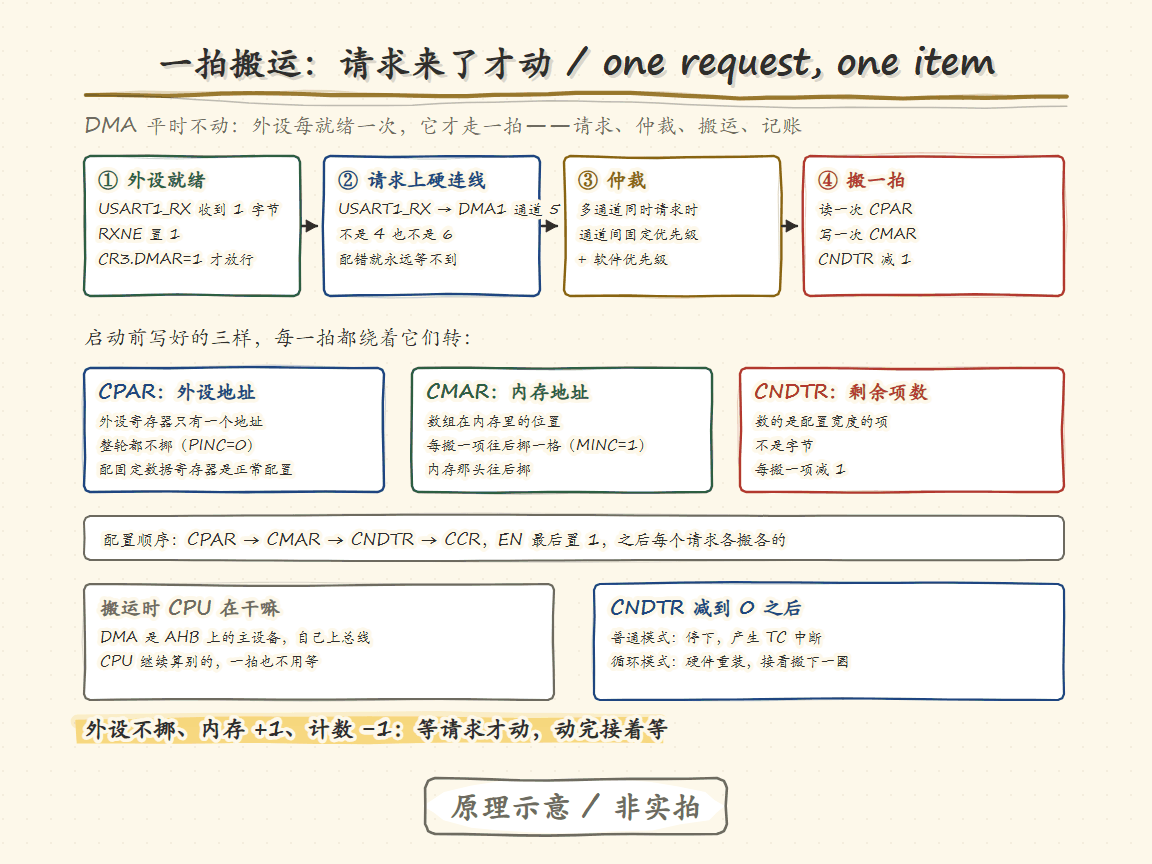 一拍搬运：请求来了才动 / one request, one item
DMA 平时不动：外设每就绪一次，它才走一拍——请求、仲裁、搬运、记账
① 外设就绪
USART1_RX 收到 1 字节
RXNE 置 1
CR3.DMAR=1 才放行
② 请求上硬连线
USART1_RX → DMA1 通道 5
不是 4 也不是 6
配错就永远等不到
③ 仲裁
多通道同时请求时
通道间固定优先级
+ 软件优先级
④ 搬一拍
读一次 CPAR
写一次 CMAR
CNDTR 减 1
启动前写好的三样，每一拍都绕着它们转：
CPAR：外设地址
外设寄存器只有一个地址
整轮都不挪（PINC=0）
配固定数据寄存器是正常配置
CMAR：内存地址
数组在内存里的位置
每搬一项往后挪一格（MINC=1）
内存那头往后挪
CNDTR：剩余项数
数的是配置宽度的项
不是字节
每搬一项减 1
配置顺序：CPAR → CMAR → CNDTR → CCR，EN 最后置 1，之后每个请求各搬各的
搬运时 CPU 在干嘛
DMA 是 AHB 上的主设备，自己上总线
CPU 继续算别的，一拍也不用等
CNDTR 减到 0 之后
普通模式：停下，产生 TC 中断
循环模式：硬件重装，接着搬下一圈
外设不挪、内存 +1、计数 −1：等请求才动，动完接着等
原理示意 / 非实拍